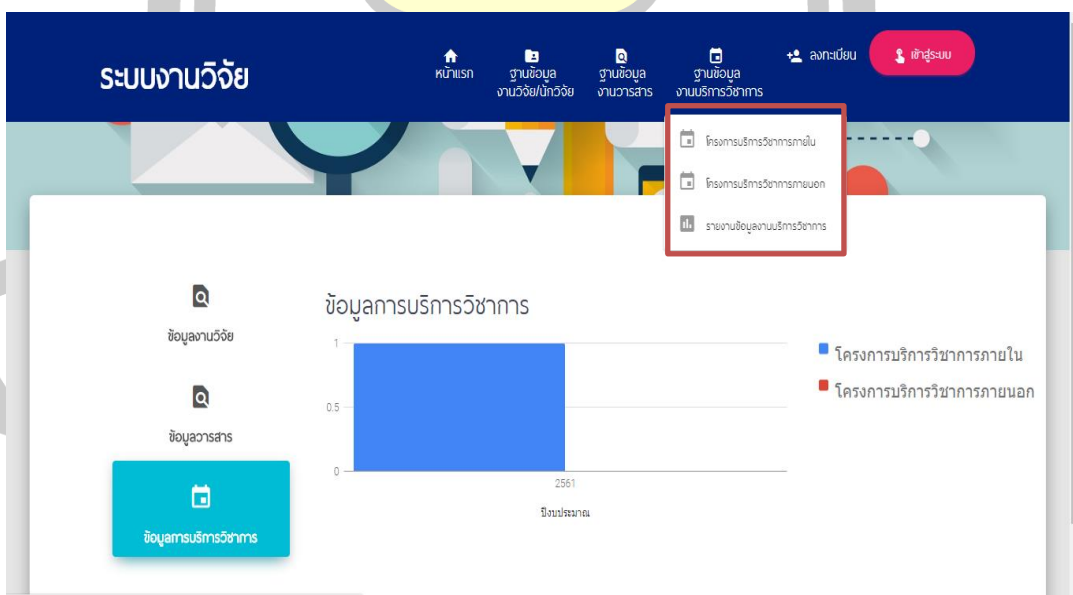 ระบบงานวิจัย
หน้าแรก
ฐานข้อมูล
งานวิจัย/นักวิจัย
ฐานข้อมูล
งานวารสาร
ฐานข้อมูล
งานบริการวิชาการ
ลงทะเบียน
เข้าสู่ระบบ
โครงการบริการวิชาการภายใน
โครงการบริการวิชาการภายนอก
รายงานข้อมูลงานบริการวิชาการ
ข้อมูลงานวิจัย
ข้อมูลวารสาร
ข้อมูลการบริการวิชาการ
ข้อมูลการบริการวิชาการ
1
0.5
0
2561
ปีงบประมาณ
โครงการบริการวิชาการภายใน
โครงการบริการวิชาการภายนอก